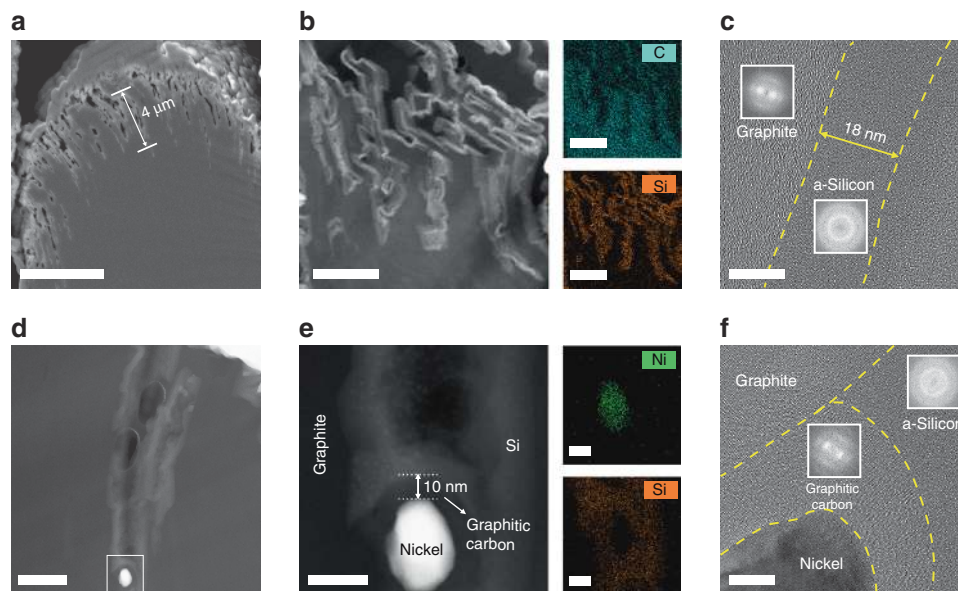 a
b
c
4 μm
C
Si
Graphite
18 nm
a-Silicon
d
e
f
Graphite
10 nm
Si
Graphitic
carbon
Nickel
Ni
Si
Graphite
a-Silicon
Graphitic
carbon
Nickel